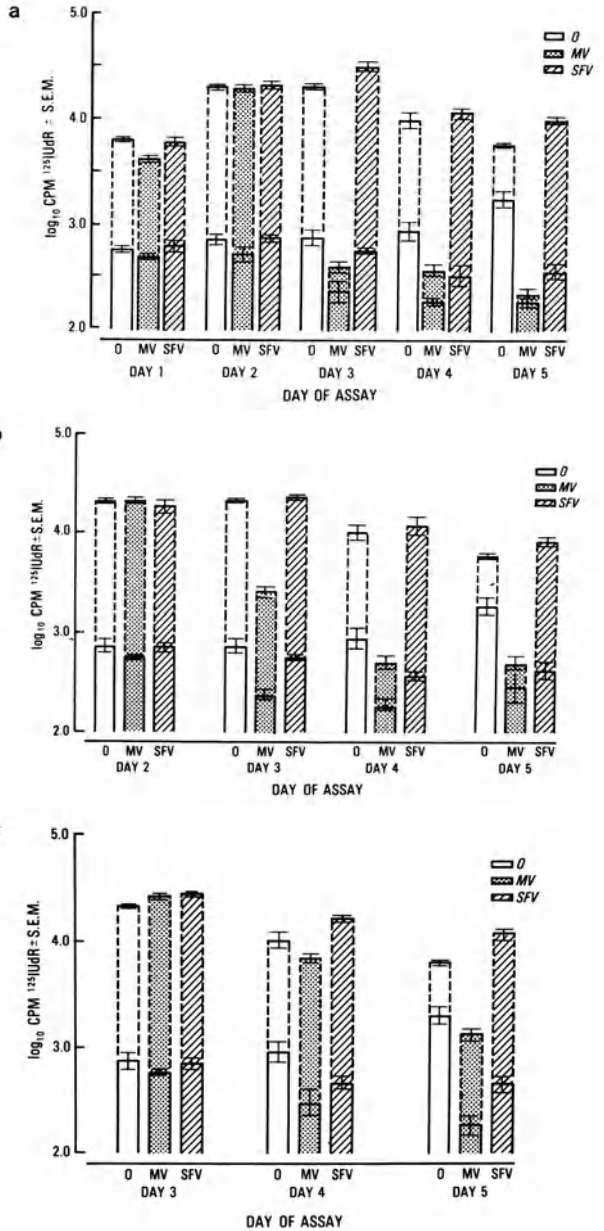 a
5.0
4.0
3.0
2.0
log10 CPM 125IUdR ± S.E.M.
O
MV
SFV
O MV SFV O MV SFV O MV SFV O MV SFV O MV SFV
DAY 1 DAY 2 DAY 3 DAY 4 DAY 5
DAY OF ASSAY
5.0
4.0
3.0
2.0
log10 CPM 125IUdR ± S.E.M.
O
MV
SFV
O MV SFV O MV SFV O MV SFV O MV SFV
DAY 2 DAY 3 DAY 4 DAY 5
DAY OF ASSAY
5.0
4.0
3.0
2.0
log10 CPM 125IUdR ± S.E.M.
O
MV
SFV
O MV SFV O MV SFV O MV SFV
DAY 3 DAY 4 DAY 5
DAY OF ASSAY